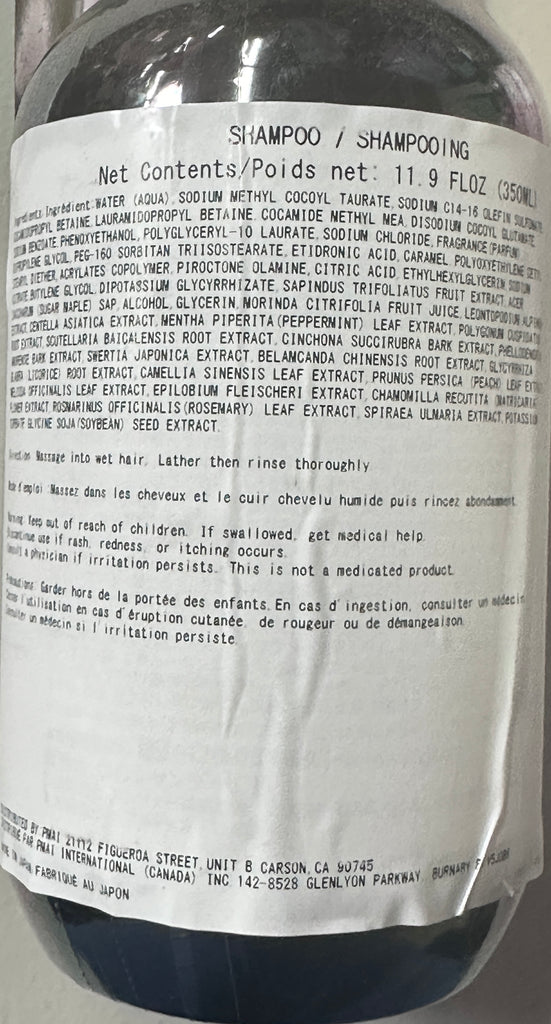 SHAMPOO / SHAMPOOING
Net Contents/Poids net: 11.9 FLOZ (350ML)
Ingrédient:WATER (AQUA), SODIUM METHYL COCOYL TAURATE, SODIUM C14-16 OLEFIN
BETAINE, LAURAMIDOPROPYL BETAINE, COCAMIDE METHYL MEA, DISODIUM COCOYL GLUTAMATE,
BENZOATE, PHENOXYETHANOL, POLYGLYCERYL-10 LAURATE, SODIUM CHLORIDE, FRAGRANCE(PARFUM)
GLYCOL, PEG-160 SORBITAN TRIISOSTEARATE, ETIDRONIC ACID, CARAMEL, POLYOXYETHYLENE
DIETHER, ACRYLATES COPOLYMER, PIROCTONE OLAMINE, CITRIC ACID, ETHYLHEXYLGLYCERIN, SODIUM
BUTYLENE GLYCOL, DIPOTASSIUM GLYCYRRHIZATE, SAPINDUS TRIFOLIATUS FRUIT EXTRACT, ACER
(SUGAR MAPLE) SAP, ALCOHOL, GLYCERIN, MORINDA CITRIFOLIA FRUIT JUICE, LEONTOPODIUM
CENTELLA ASIATICA EXTRACT, MENTHA PIPERITA (PEPPERMINT) LEAF EXTRACT, POLYGONUM
EXTRACT, SCUTELLARIA BAICALENSIS ROOT EXTRACT, CINCHONA SUCCIRUBRA BARK EXTRACT,
BARK EXTRACT, SWERTIA JAPONICA EXTRACT, BELAMCANDA CHINENSIS ROOT EXTRACT, GLYCYRRHIZA
(LICORICE) ROOT EXTRACT, CAMELLIA SINENSIS LEAF EXTRACT, PRUNUS PERSICA (PEACH) LEAF
OFFICINALIS LEAF EXTRACT, EPILOBIUM FLEISCHERI EXTRACT, CHAMOMILLA RECUTITA (MATRICARIA)
EXTRACT, ROSMARINUS OFFICINALIS(ROSEMARY) LEAF EXTRACT, SPIRAEA ULMARIA EXTRACT, POTASSIUM
GLYCINE SOJA(SOYBEAN) SEED EXTRACT.
Massage into wet hair. Lather then rinse thoroughly.
d'emploi :Massez dans les cheveux et le cuir chevelu humide puis rincez abondamment.
Keep out of reach of children. If swallowed, get medical help.
use if rash, redness, or itching occurs.
a physician if irritation persists. This is not a medicated product.
Garder hors de la portée des enfants. En cas d'ingestion, consulter un médecin.
l'utilisation en cas d'éruption cutanée, de rougeur ou de démangeaison.
un médecin si l'irritation persiste.
BY PMAI 21112 FIGUEROA STREET, UNIT B CARSON, CA 90745
PAR PMAI INTERNATIONAL (CANADA) INC 142-8528 GLENLYON PARKWAY,
FABRIQUÉ AU JAPON